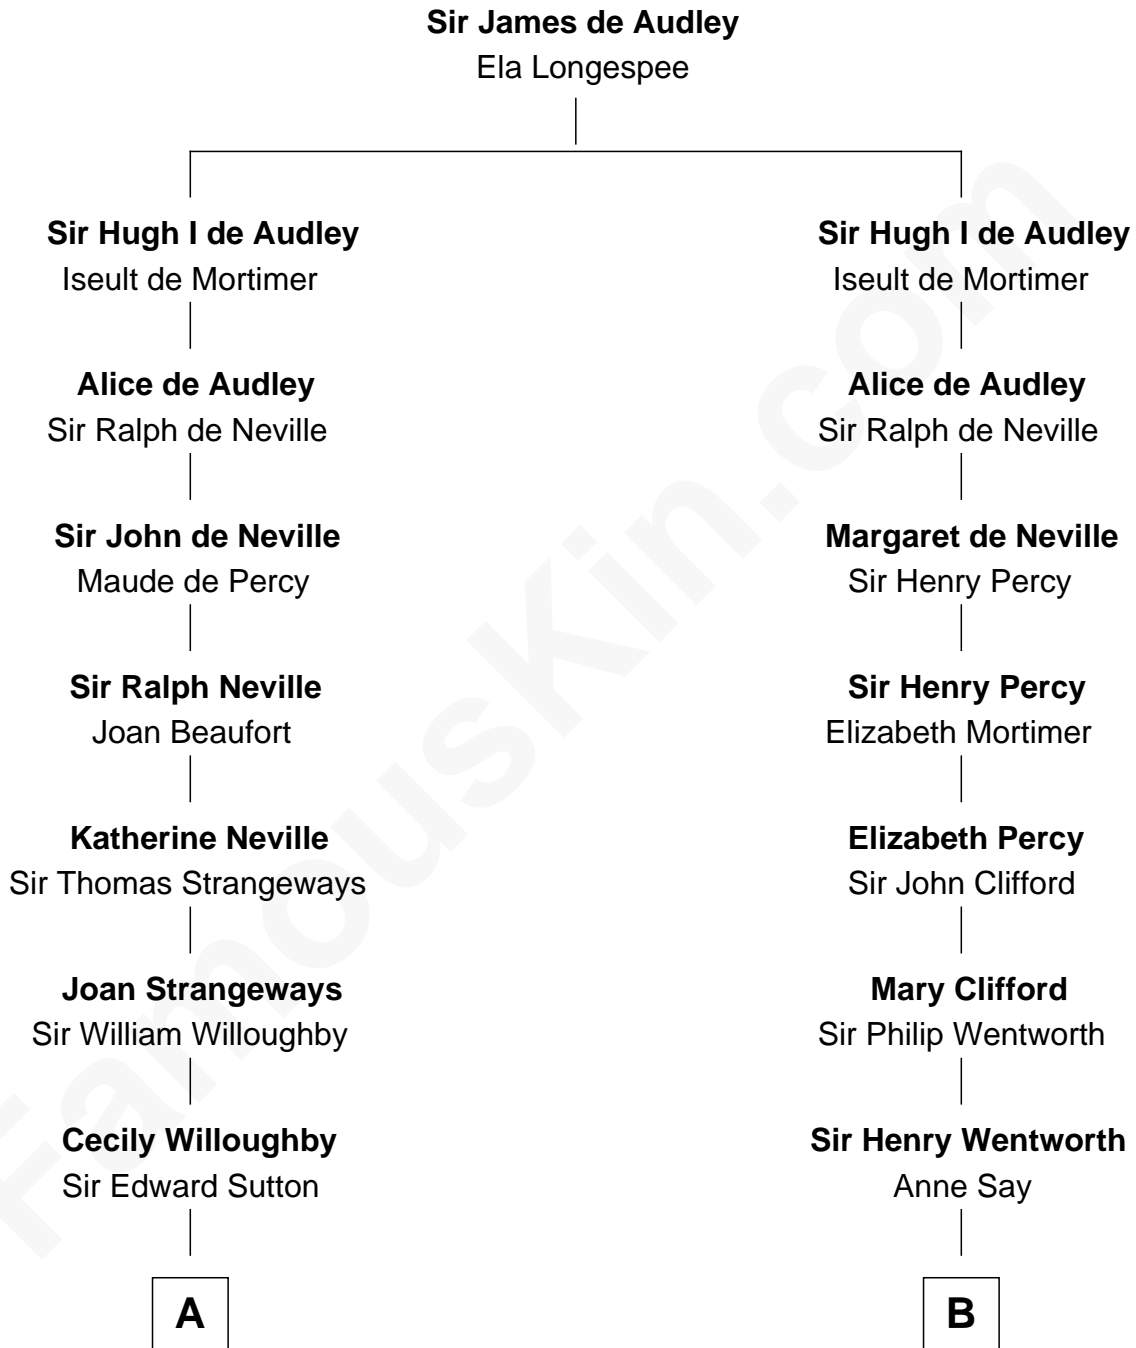 Sir James de Audley
Ela Longespee
Sir Hugh I de Audley
Iseult de Mortimer
Sir Hugh I de Audley
Iseult de Mortimer
Alice de Audley
Sir Ralph de Neville
Alice de Audley
Sir Ralph de Neville
Sir John de Neville
Maude de Percy
Margaret de Neville
Sir Henry Percy
Sir Ralph Neville
Joan Beaufort
Sir Henry Percy
Elizabeth Mortimer
Katherine Neville
Sir Thomas Strangeways
Elizabeth Percy
Sir John Clifford
Joan Strangeways
Sir William Willoughby
Mary Clifford
Sir Philip Wentworth
Cecily Willoughby
Sir Edward Sutton
Sir Henry Wentworth
Anne Say
A
B
FamousKin.com